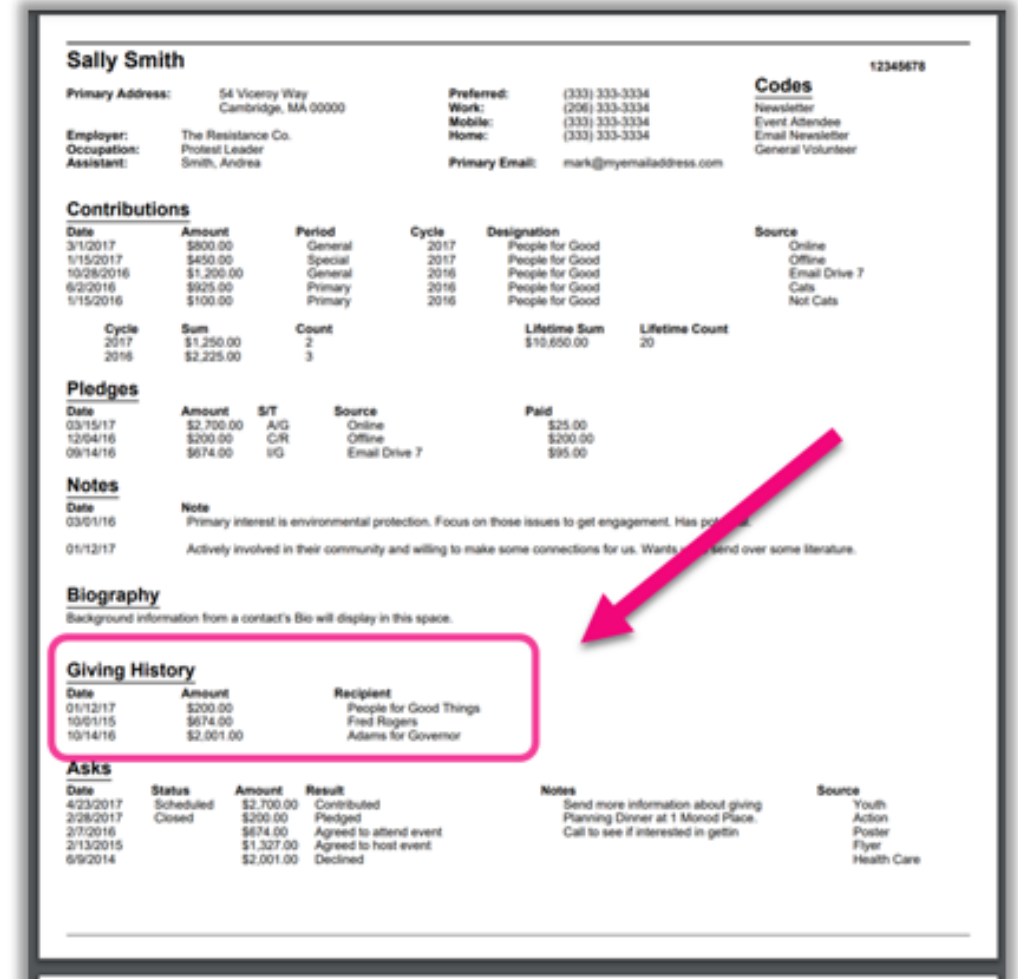 Sally Smith
12345678
Primary Address: 54 Viceroy Way Preferred: (333) 333-3334 Codes
Cambridge, MA 00000 Work: (206) 333-3334 Newsletter
Mobile: (333) 333-3334 Event Attendee
Employer: The Resistance Co. Home: (333) 333-3334 Email Newsletter
Occupation: Protest Leader General Volunteer
Assistant: Smith, Andrea Primary Email: mark@myemailaddress.com
Contributions
Date Amount Period Cycle Designation Source
3/1/2017 $800.00 General 2017 People for Good Online
1/15/2017 $450.00 Special 2017 People for Good Offline
10/28/2016 $1,200.00 General 2016 People for Good Email Drive 7
6/2/2016 $925.00 Primary 2016 People for Good Cats
1/15/2016 $100.00 Primary 2016 People for Good Not Cats
Cycle Sum Count Lifetime Sum Lifetime Count
2017 $1,250.00 2 $10,650.00 20
2016 $2,225.00 3
Pledges
Date Amount S/T Source Paid
03/15/17 $2,700.00 A/G Online $25.00
12/04/16 $200.00 C/R Offline $200.00
09/14/16 $674.00 I/G Email Drive 7 $95.00
Notes
Date Note
03/01/16 Primary interest is environmental protection. Focus on those issues to get engagement. Has
01/12/17 Actively involved in their community and willing to make some connections for us. Wants send over some literature.
Biography
Background information from a contact's Bio will display in this space.
Giving History
Date Amount Recipient
01/12/17 $200.00 People for Good Things
10/01/15 $674.00 Fred Rogers
10/14/16 $2,001.00 Adams for Governor
Asks
Date Status Amount Result Notes Source
4/23/2017 Scheduled $2,700.00 Contributed Send more information about giving Youth
2/28/2017 Closed $200.00 Pledged Planning Dinner at 1 Monod Place. Action
2/7/2016 $674.00 Agreed to attend event Call to see if interested in gettin Poster
2/13/2015 $1,327.00 Agreed to host event Flyer
6/9/2014 $2,001.00 Declined Health Care